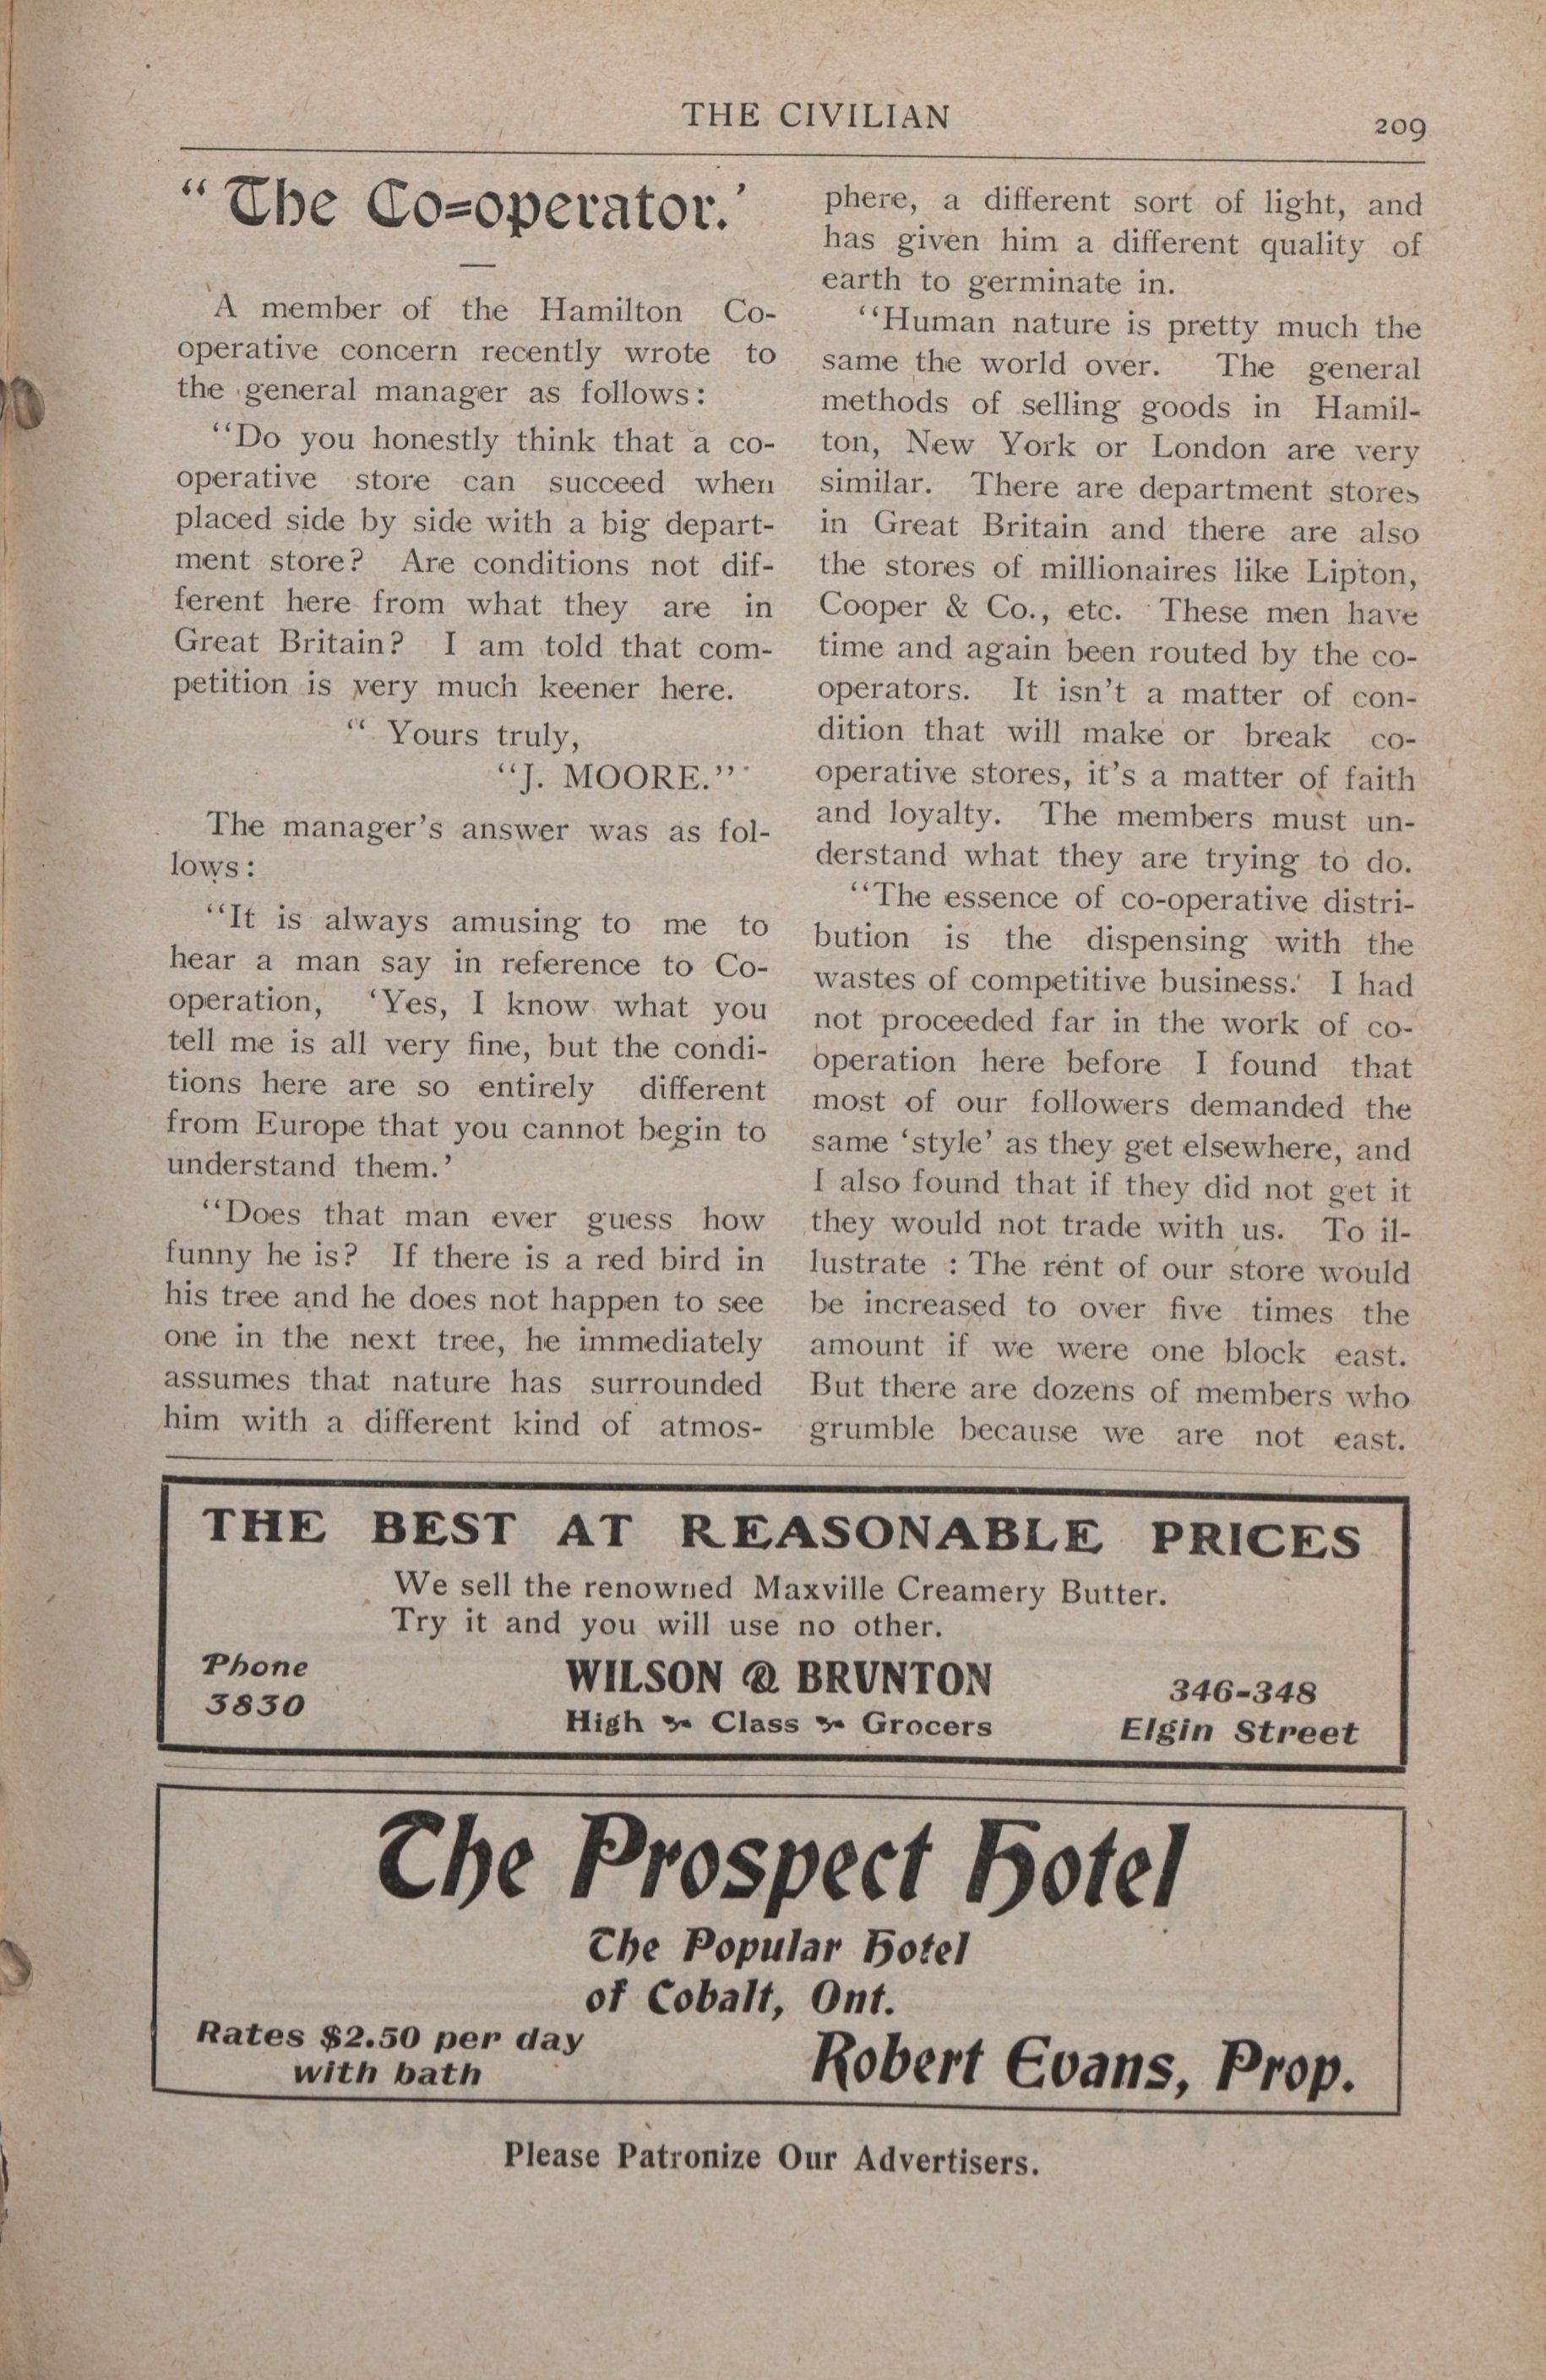 THE CIVILIAN
209
"The Co=operator.'
A member of the Hamilton Co-
operative concern recently wrote to
the general manager as follows:
"Do you honestly think that a co-
operative store can succeed when
placed side by side with a big depart-
ment store? Are conditions not dif-
ferent here from what they are in
Great Britain? I am told that com-
petition is very much keener here.
" Yours truly,
"J. MOORE."
The manager's answer was as fol-
lows:
"It is always amusing to me to
hear a man say in reference to Co-
operation, 'Yes, I know what you
tell me is all very fine, but the condi-
tions here are so entirely different
from Europe that you cannot begin to
understand them.'
"Does that man ever guess how
funny he is? If there is a red bird in
his tree and he does not happen to see
one in the next tree, he immediately
assumes that nature has surrounded
him with a different kind of atmos-
phere, a different sort of light, and
has given him a different quality of
earth to germinate in.
"Human nature is pretty much the
same the world over. The general
methods of selling goods in Hamil-
ton, New York or London are very
similar. There are department stores
in Great Britain and there are also
the stores of millionaires like Lipton,
Cooper & Co., etc. These men have
time and again been routed by the co-
operators. It isn't a matter of con-
dition that will make or break co-
operative stores, it's a matter of faith
and loyalty. The members must un-
derstand what they are trying to do.
"The essence of co-operative distri-
bution is the dispensing with the
wastes of competitive business. I had
not proceeded far in the work of co-
operation here before I found that
most of our followers demanded the
same 'style' as they get elsewhere, and
I also found that if they did not get it
they would not trade with us. To il-
lustrate : The rent of our store would
be increased to over five times the
amount if we were one block east.
But there are dozens of members who
grumble because we are not east.
THE BEST AT REASONABLE PRICES
We sell the renowned Maxville Creamery Butter.
Try it and you will use no other.
Phone
3830
WILSON & BRUNTON
High Class Grocers
346-348
Elgin Street
The Prospect Hotel
The Popular Hotel
of Cobalt, Ont.
Rates $2.50 per day
with bath
Robert Evans, Prop.
Please Patronize Our Advertisers.